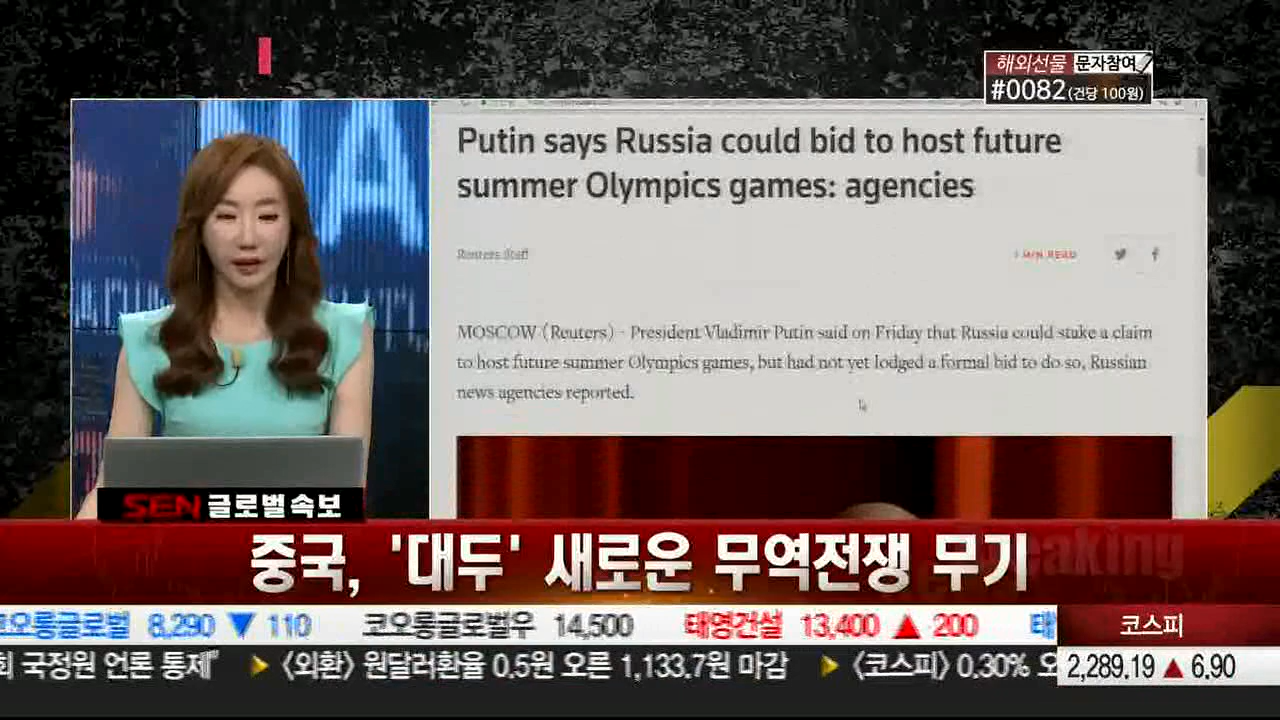 해외선물 문자참여
#0082(건당 100원)
Putin says Russia could bid to host future
summer Olympics games: agencies
Reuters Staff
MIN READ
MOSCOW (Reuters) - President Vladimir Putin said on Friday that Russia could stake a claim
to host future summer Olympics games, but had not yet lodged a formal bid to do so, Russian
news agencies reported.
SEN 글로벌속보
중국, '대두' 새로운 무역전쟁 무기
코오롱글로벌 8,290 ▼ 110 코오롱글로벌우 14,500 태영건설 13,400 ▲ 200 태
코스피
국정원 언론 통제" ▶ 〈외환〉 원달러환율 0.5원 오른 1,133.7원 마감 ▶ 〈코스피〉 0.30% 오
2,289.19 ▲ 6.90